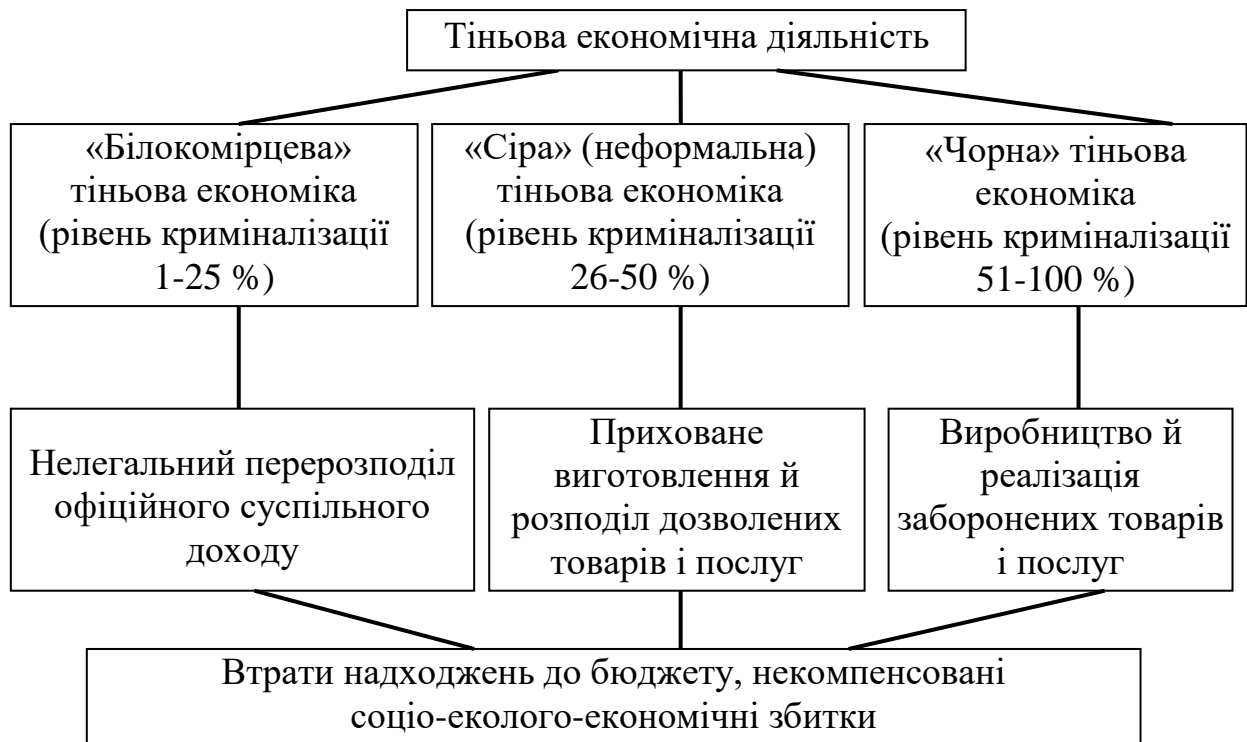 Тіньова економічна діяльність
«Білокомірцева»
тіньова економіка
(рівень криміналізації
1-25 %)
«Сіра» (неформальна)
тіньова економіка
(рівень криміналізації
26-50 %)
«Чорна» тіньова
економіка
(рівень криміналізації
51-100 %)
Нелегальний перерозподіл
офіційного суспільного
доходу
Приховане
виготовлення й
розподіл дозволених
товарів і послуг
Виробництво й
реалізація
заборонених товарів
і послуг
Втрати надходжень до бюджету, некомпенсовані
соціо-еколого-економічні збитки